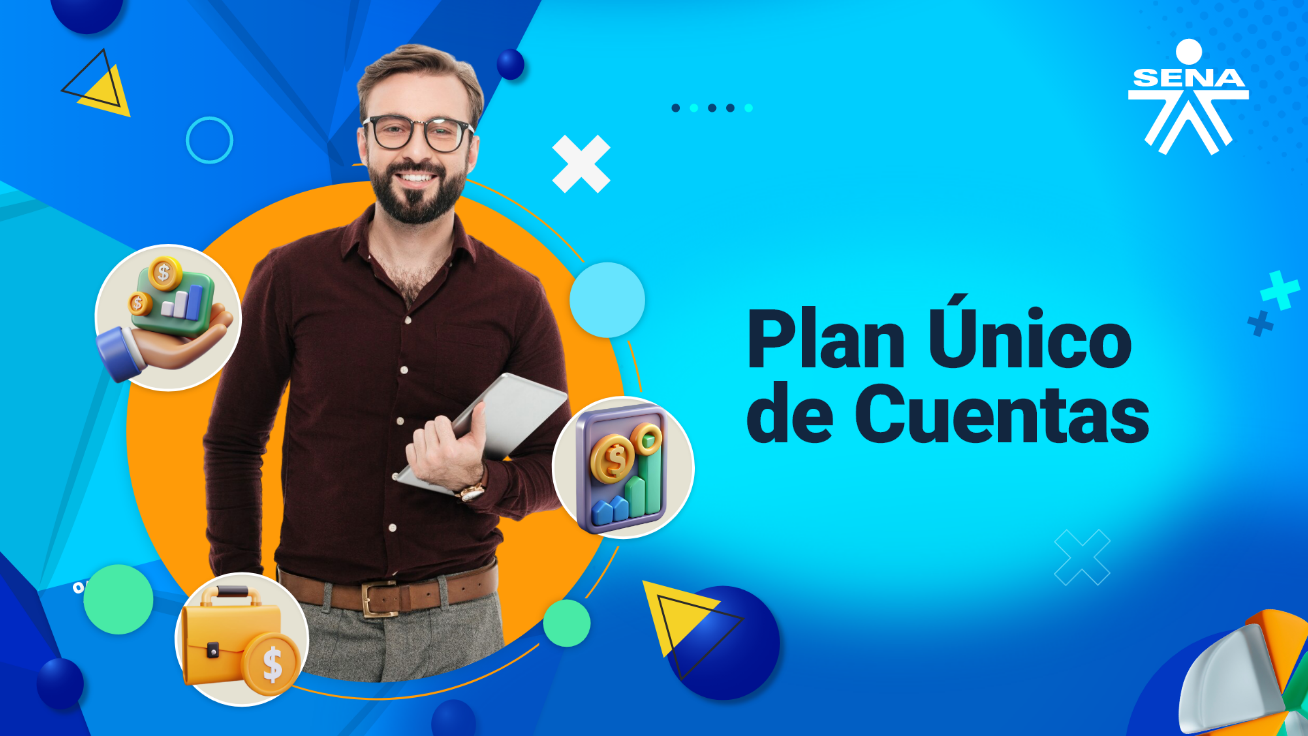 SENA
Plan Único
de Cuentas